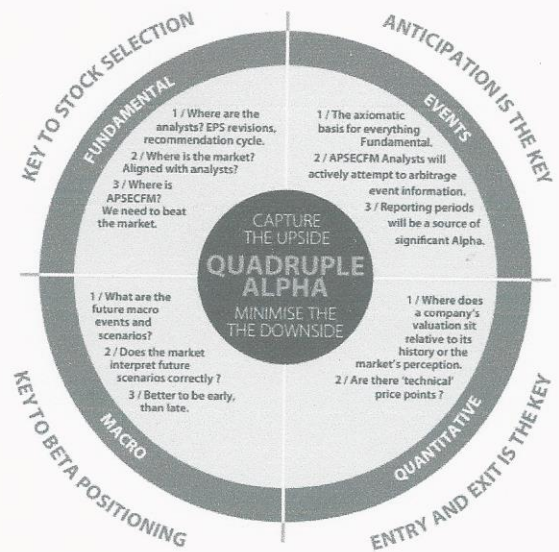 KEY TO STOCK SELECTION
FUNDAMENTAL
1 / Where are the
analysts? EPS revisions,
recommendation cycle.
2 / Where is the market?
Aligned with analysts?
3 / Where is
APSECFM?
We need to beat
the market.
ANTICIPATION IS THE KEY
EVENTS
1 / The axiomatic
basis for everything
Fundamental.
2 / APSECFM Analysts will
actively attempt to arbitrage
event information.
3 / Reporting periods
will be a source of
significant Alpha.
CAPTURE
THE UPSIDE
QUADRUPLE
ALPHA
MINIMISE THE
THE DOWNSIDE
1 / What are the
future macro
events and
scenarios?
2 / Does the market
interpret future
scenarios correctly ?
3 / Better to be early,
than late.
MACRO
KEY TO BETA POSITIONING
1 / Where does
a company's
valuation sit
relative to its
history or the
market's perception.
2 / Are there 'technical'
price points ?
QUANTITATIVE
ENTRY AND EXIT IS THE KEY